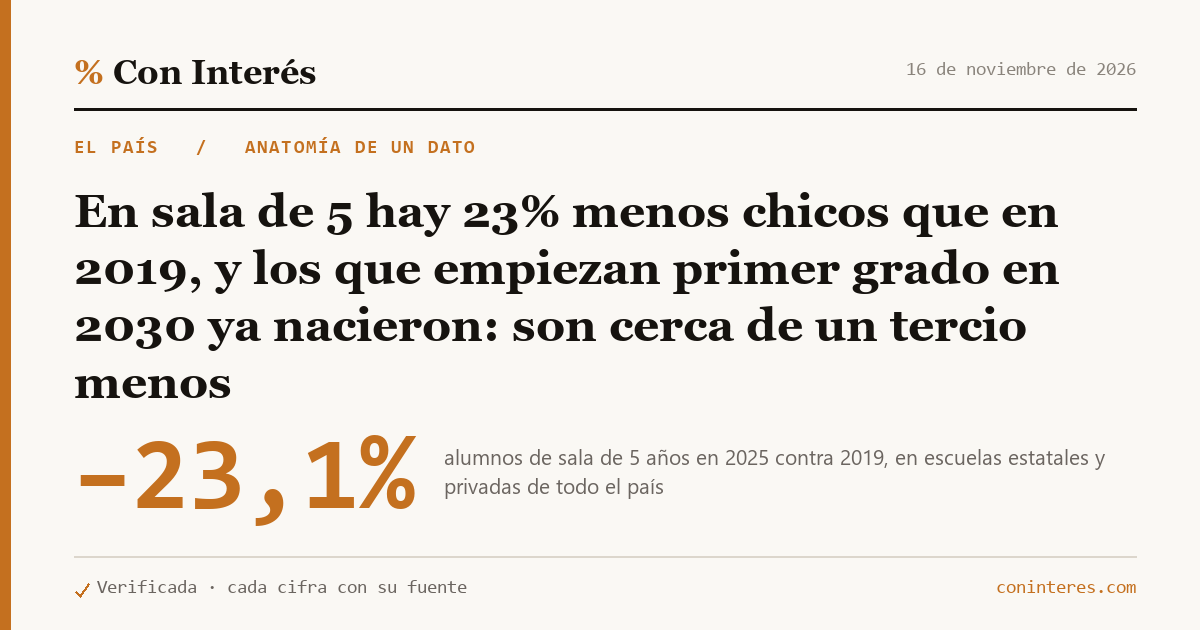 % Con Interés
16 de noviembre de 2026
EL PAÍS / ANATOMÍA DE UN DATO
En sala de 5 hay 23% menos chicos que en
2019, y los que empiezan primer grado en
2030 ya nacieron: son cerca de un tercio
menos
−23,1%
alumnos de sala de 5 años en 2025 contra 2019, en escuelas estatales y
privadas de todo el país
✓ Verificada · cada cifra con su fuente
coninteres.com